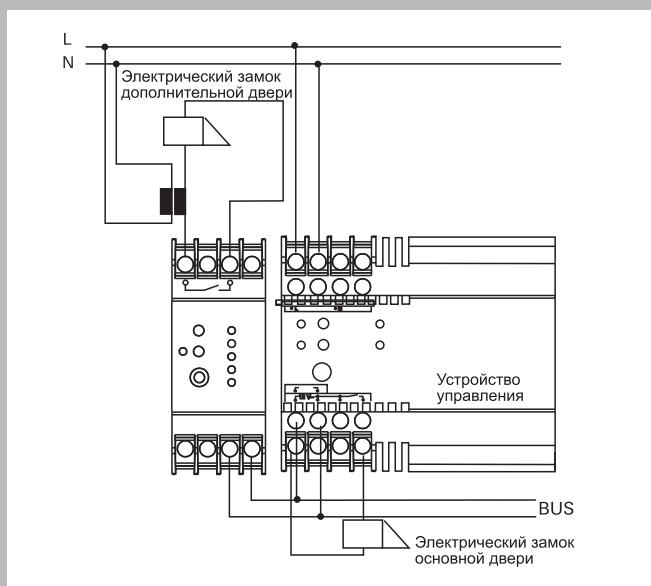 L
N
Электрический замок
дополнительной двери
Устройство
управления
BUS
Электрический замок
основной двери